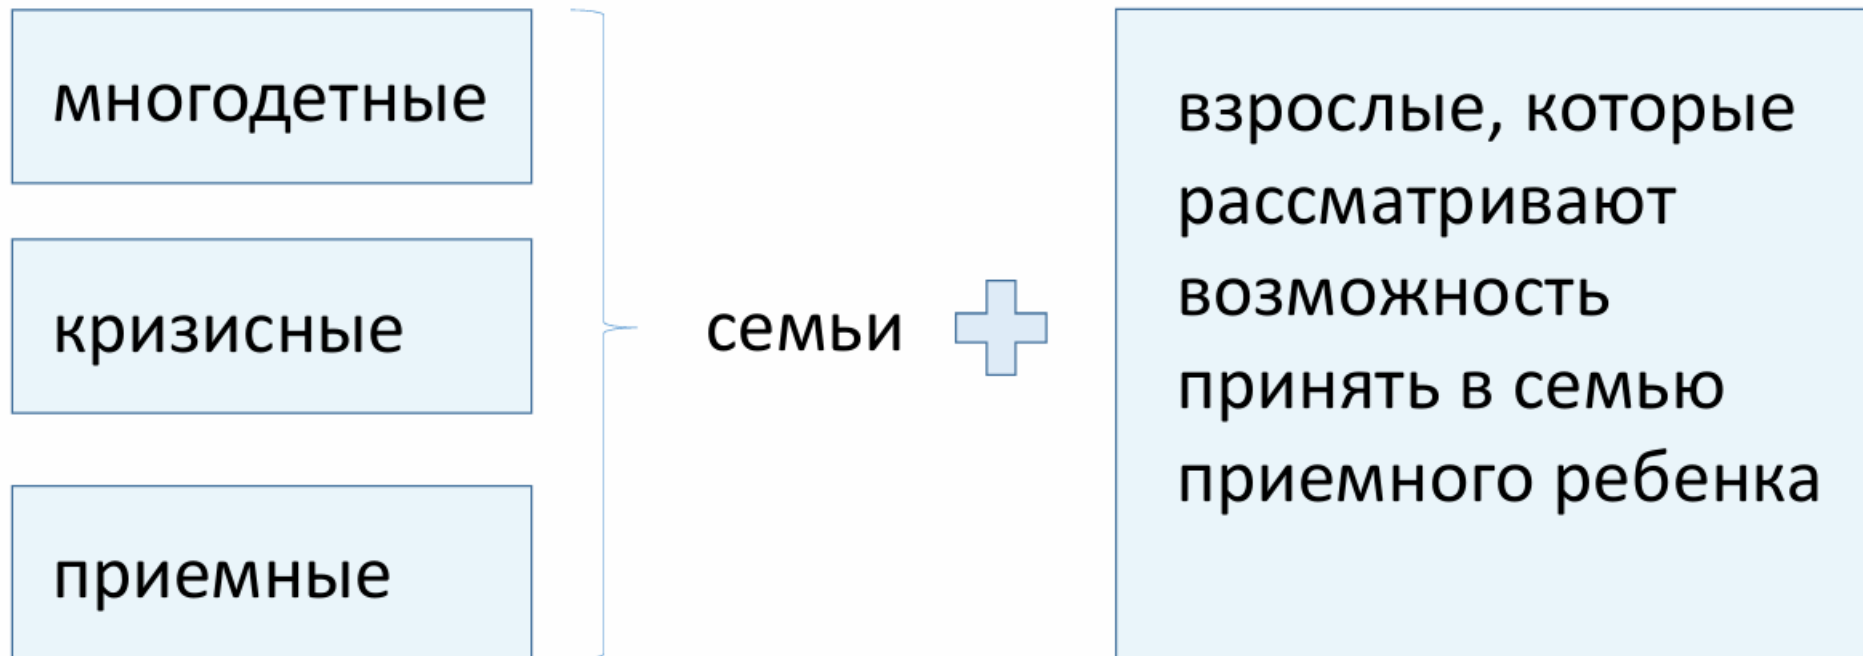 многодетные
кризисные
приемные
семьи
взрослые, которые
рассматривают
возможность
принять в семью
приемного ребенка